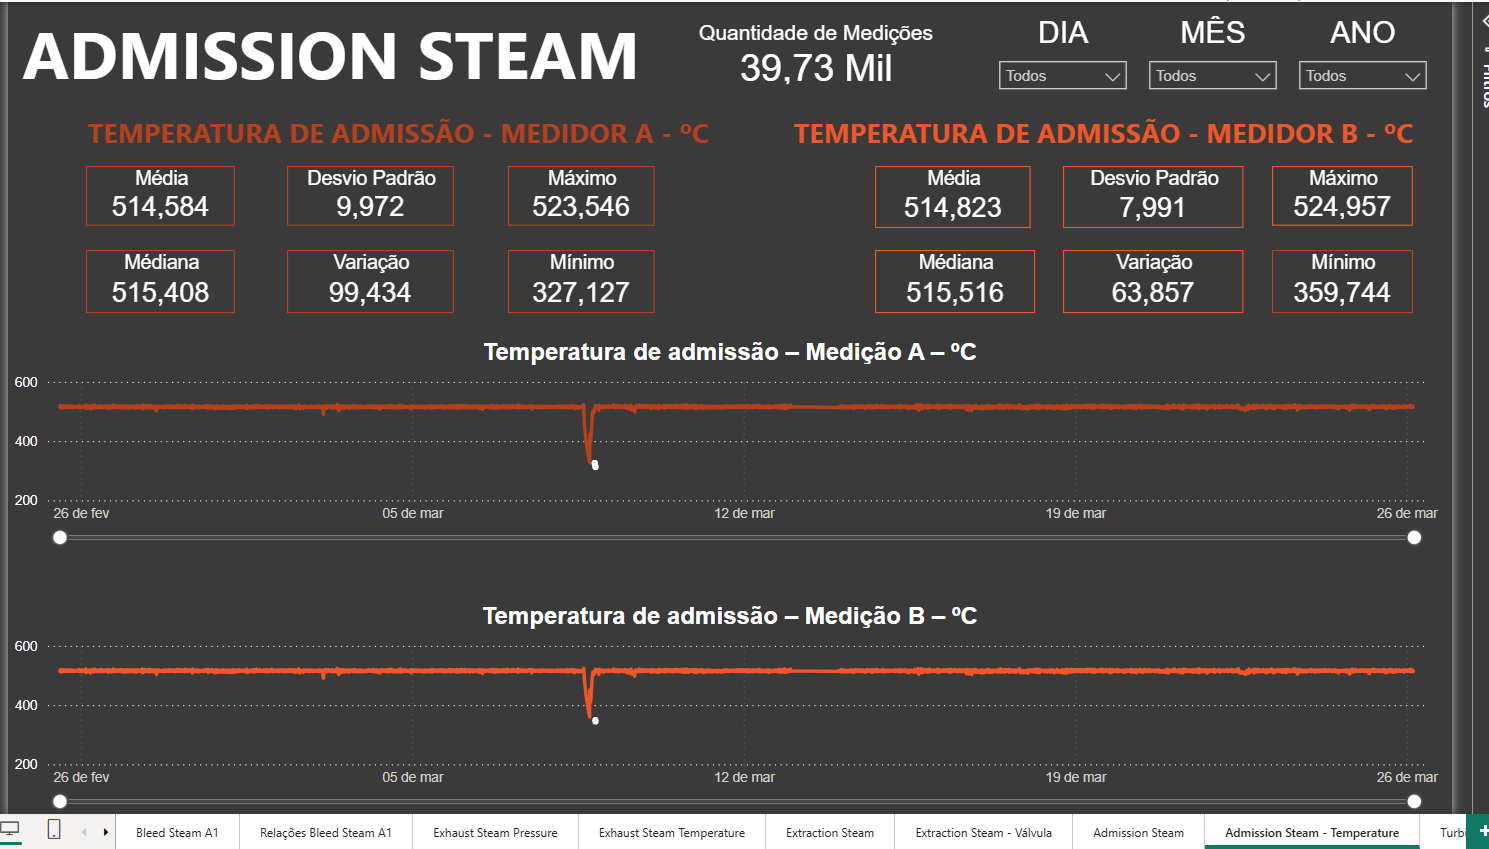 ADMISSION STEAM
Quantidade de Medições
39,73 Mil
DIA
MÊS
ANO
Todos
Todos
Todos
Filtros
TEMPERATURA DE ADMISSÃO - MEDIDOR A - ºC
TEMPERATURA DE ADMISSÃO - MEDIDOR B - ºC
Média
514,584
Desvio Padrão
9,972
Máximo
523,546
Média
514,823
Desvio Padrão
7,991
Máximo
524,957
Médiana
515,408
Variação
99,434
Mínimo
327,127
Médiana
515,516
Variação
63,857
Mínimo
359,744
Temperatura de admissão – Medição A – ºC
600
400
200
26 de fev
05 de mar
12 de mar
19 de mar
26 de mar
Temperatura de admissão – Medição B – ºC
600
400
200
26 de fev
05 de mar
12 de mar
19 de mar
26 de mar
Bleed Steam A1
Relações Bleed Steam A1
Exhaust Steam Pressure
Exhaust Steam Temperature
Extraction Steam
Extraction Steam - Válvula
Admission Steam
Admission Steam - Temperature
Turbi